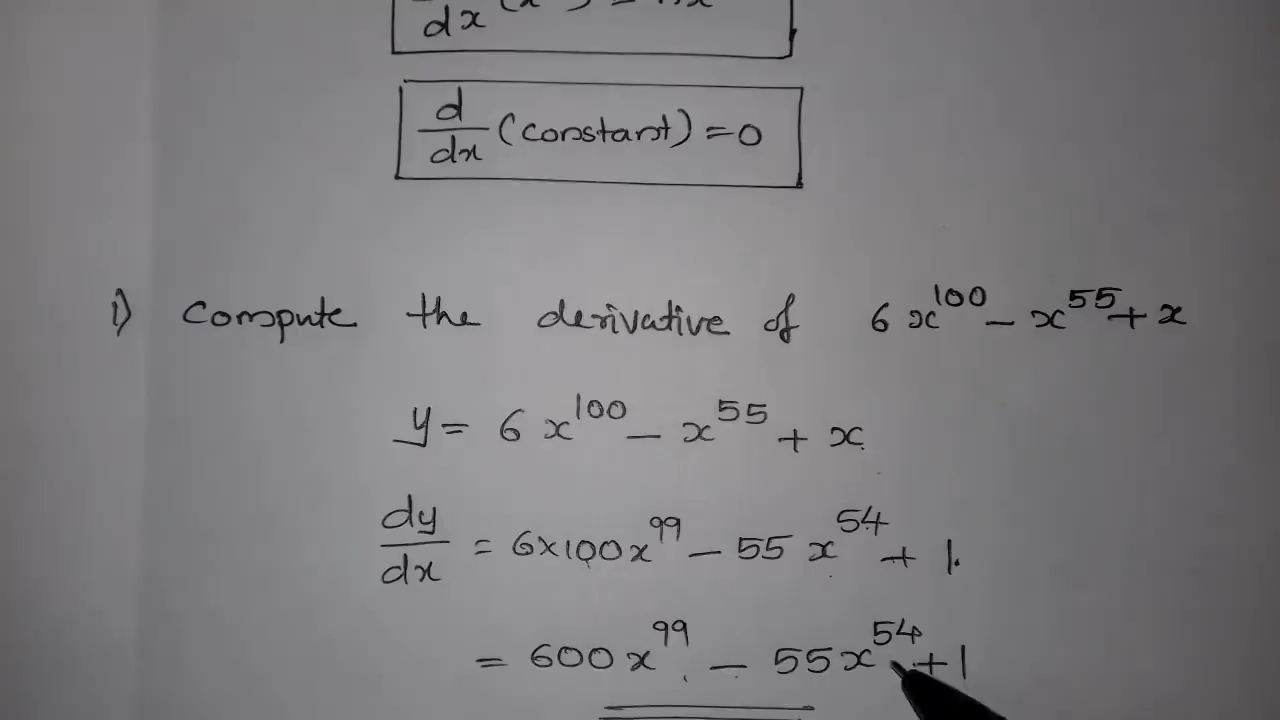 d/dx
d/dx (constant) = 0
1) Compute the derivative of 6x^100 - x^55 + x
y = 6x^100 - x^55 + x
dy/dx = 6×100x^99 - 55x^54 + 1.
= 600x^99 - 55x^54 + 1